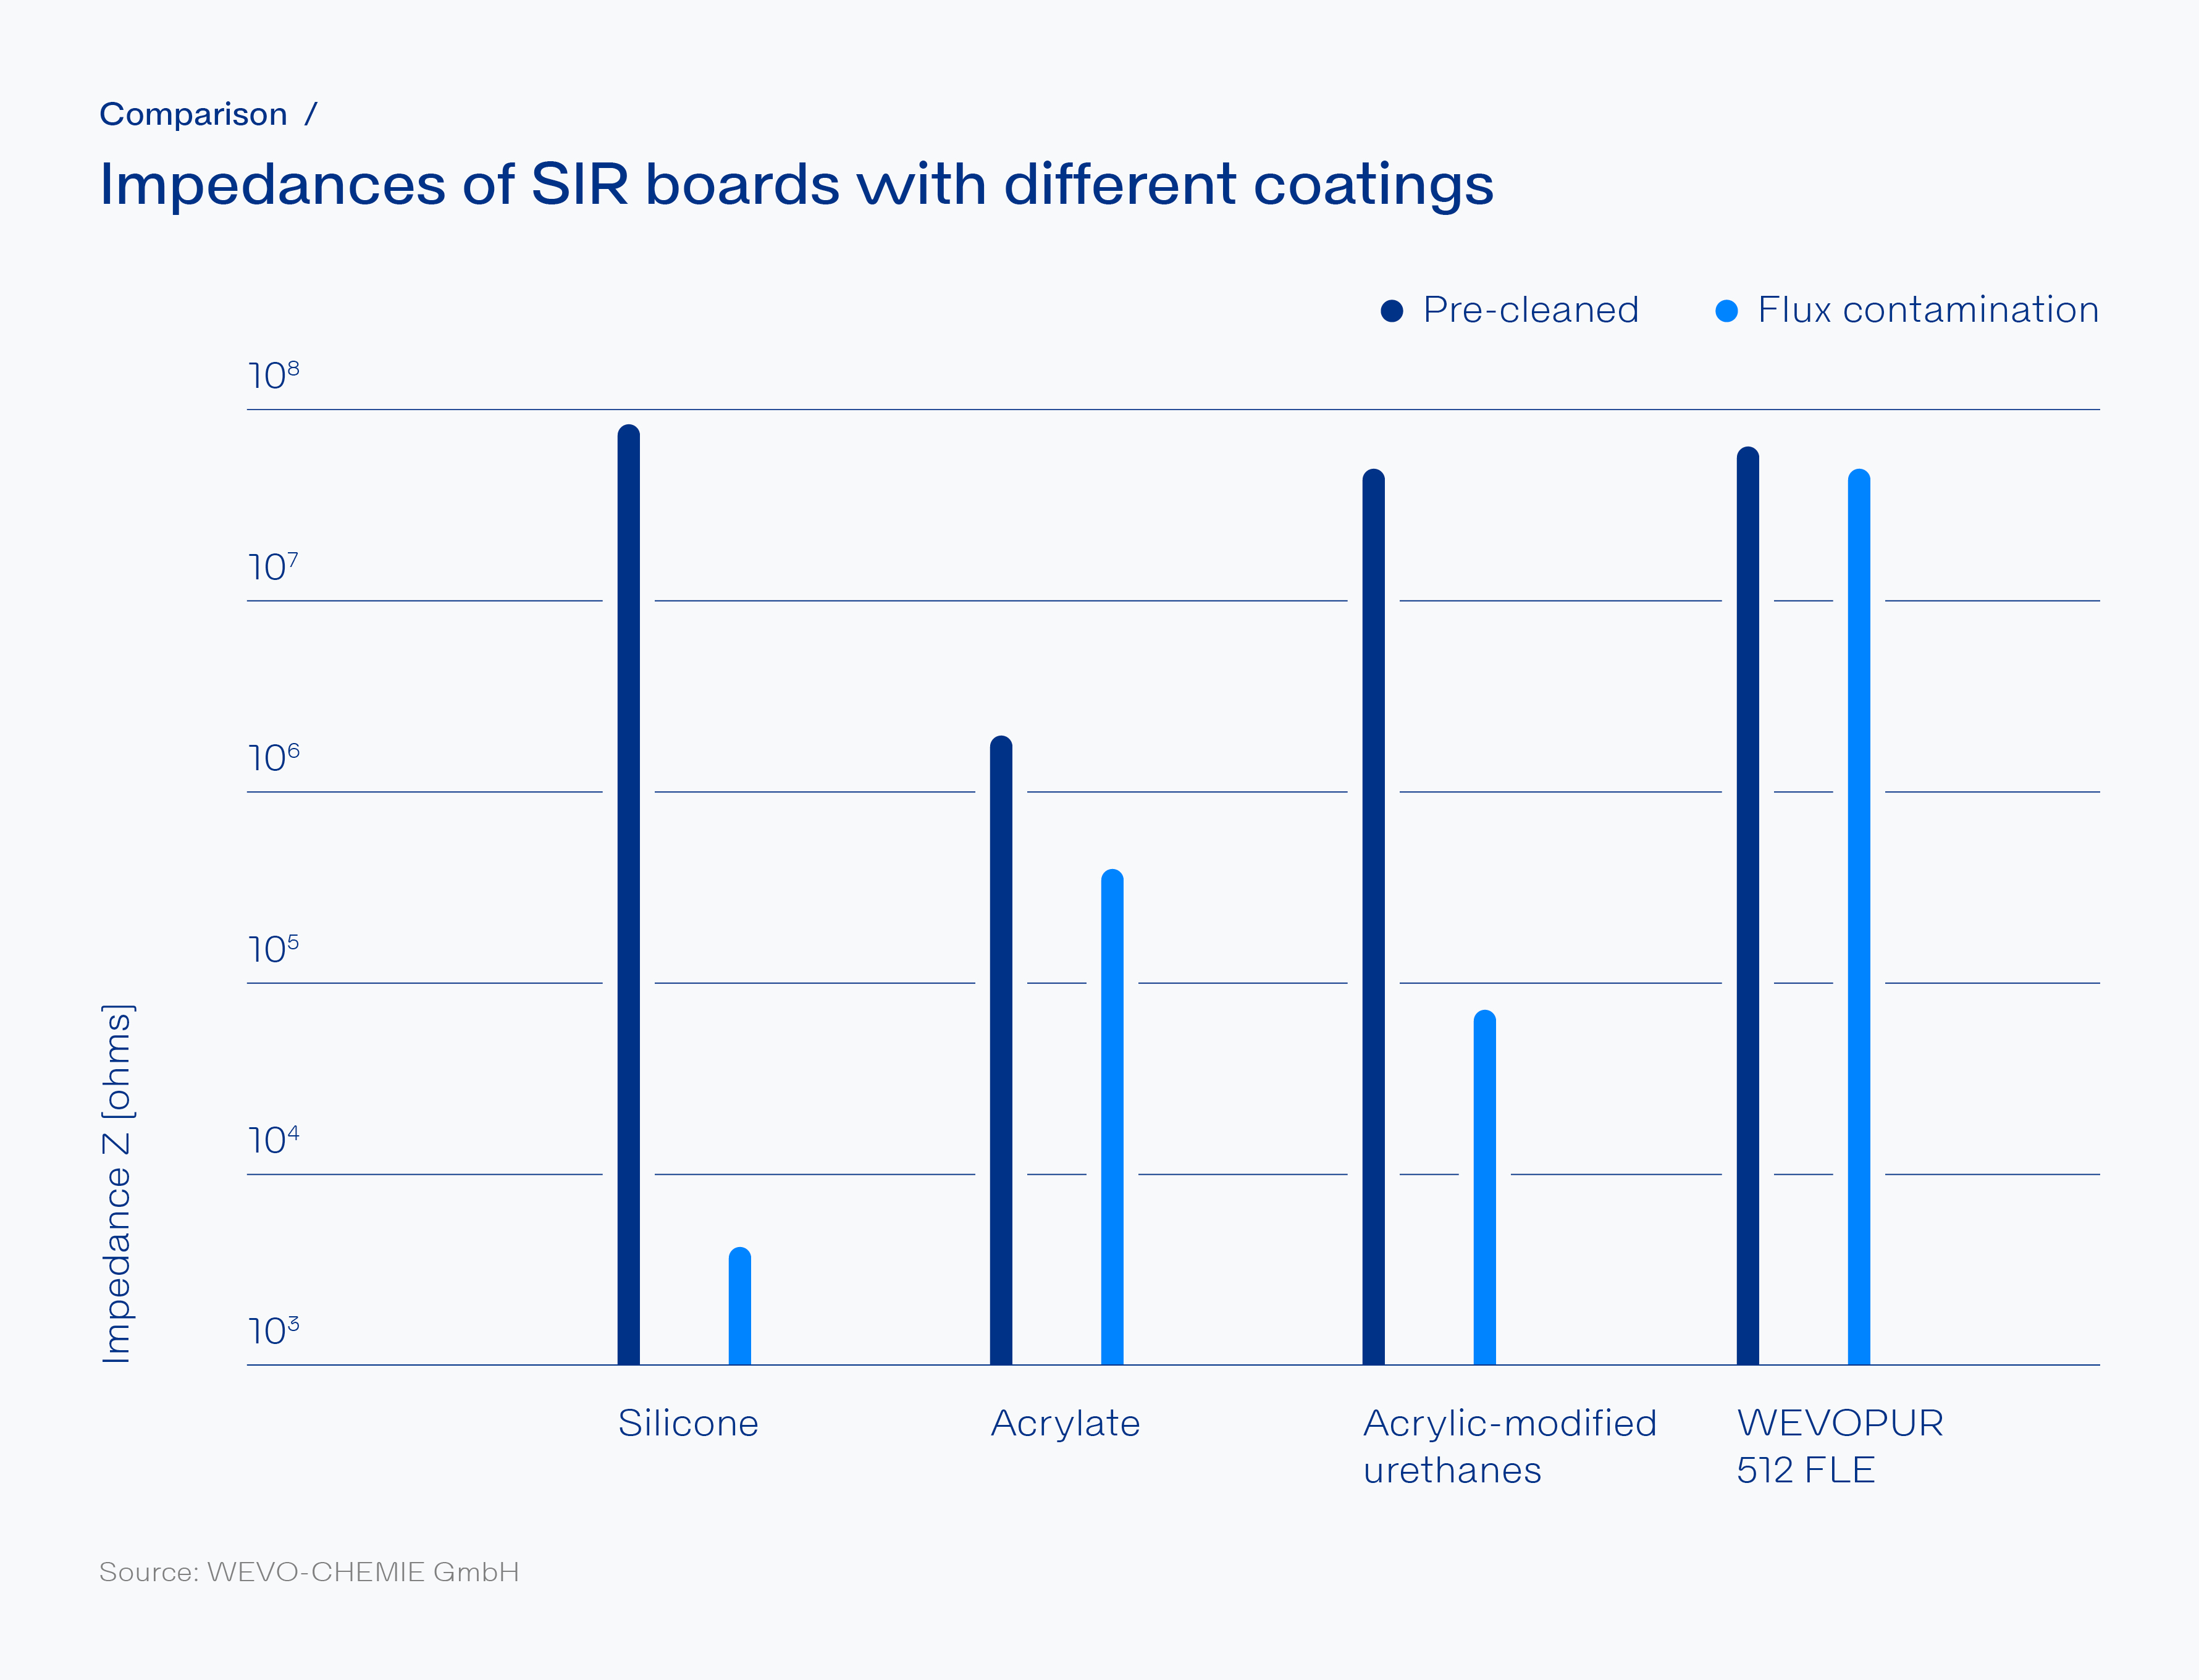 Comparison /
Impedances of SIR boards with different coatings
Pre-cleaned
Flux contamination
10⁸
10⁷
10⁶
10⁵
10⁴
10³
Impedance Z [ohms]
Silicone
Acrylate
Acrylic-modified
urethanes
WEVOPUR
512 FLE
Source: WEVO-CHEMIE GmbH